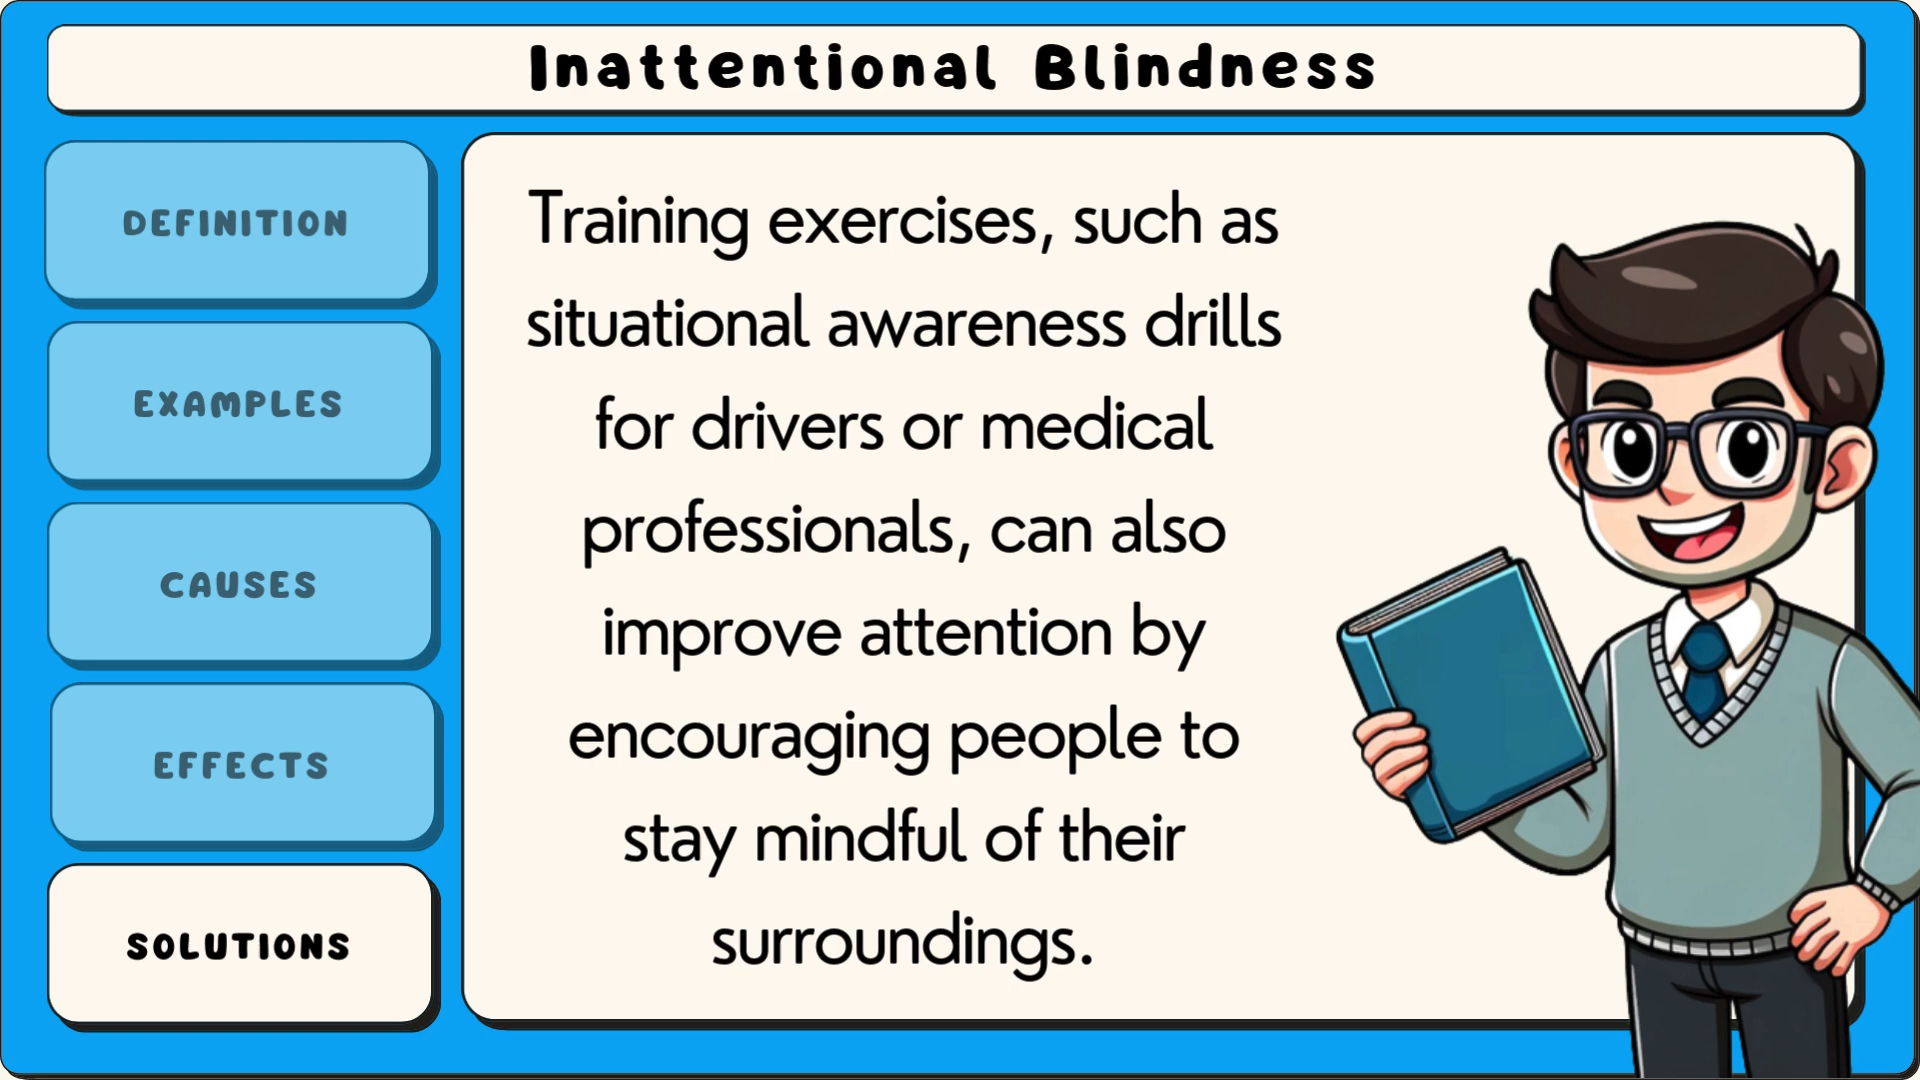 Inattentional Blindness
DEFINITION
EXAMPLES
CAUSES
EFFECTS
SOLUTIONS
Training exercises, such as
situational awareness drills
for drivers or medical
professionals, can also
improve attention by
encouraging people to
stay mindful of their
surroundings.